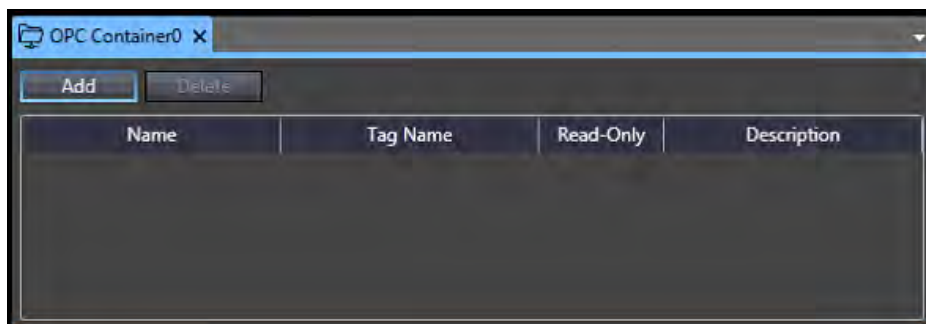 OPC Container0
Add Delete
Name Tag Name Read-Only Description